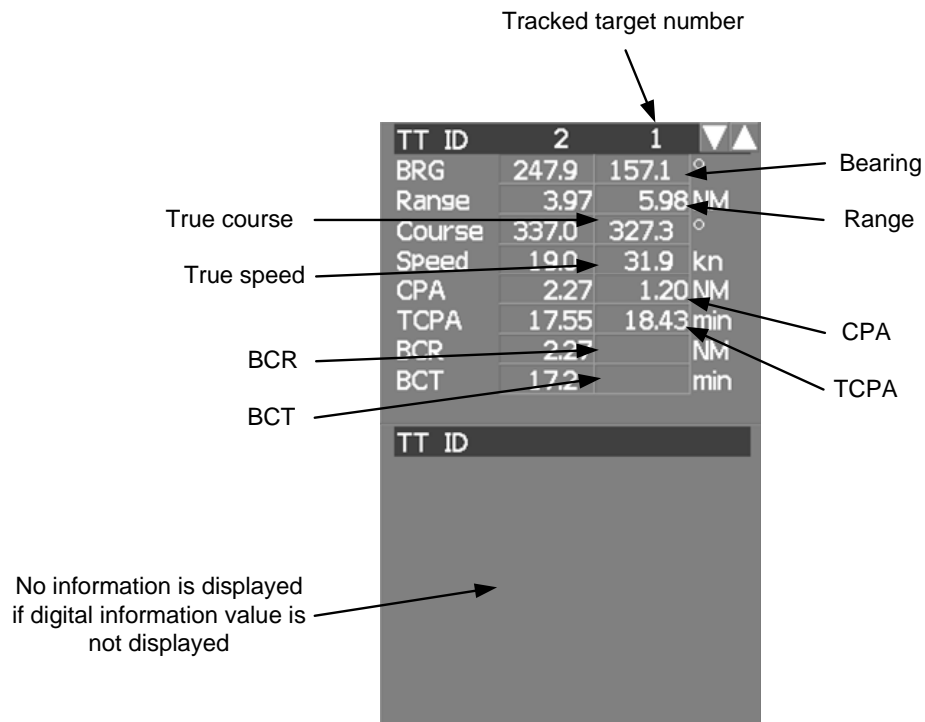 Tracked target number
TT ID 2 1
BRG 247.9 157.1 °
Range 3.97 5.98 NM
Course 337.0 327.3 °
Speed 19.0 31.9 kn
CPA 2.27 1.20 NM
TCPA 17.55 18.43 min
BCR 2.27 NM
BCT 17.2 min
Bearing
Range
True course
True speed
CPA
TCPA
BCR
BCT
TT ID
No information is displayed
if digital information value is
not displayed